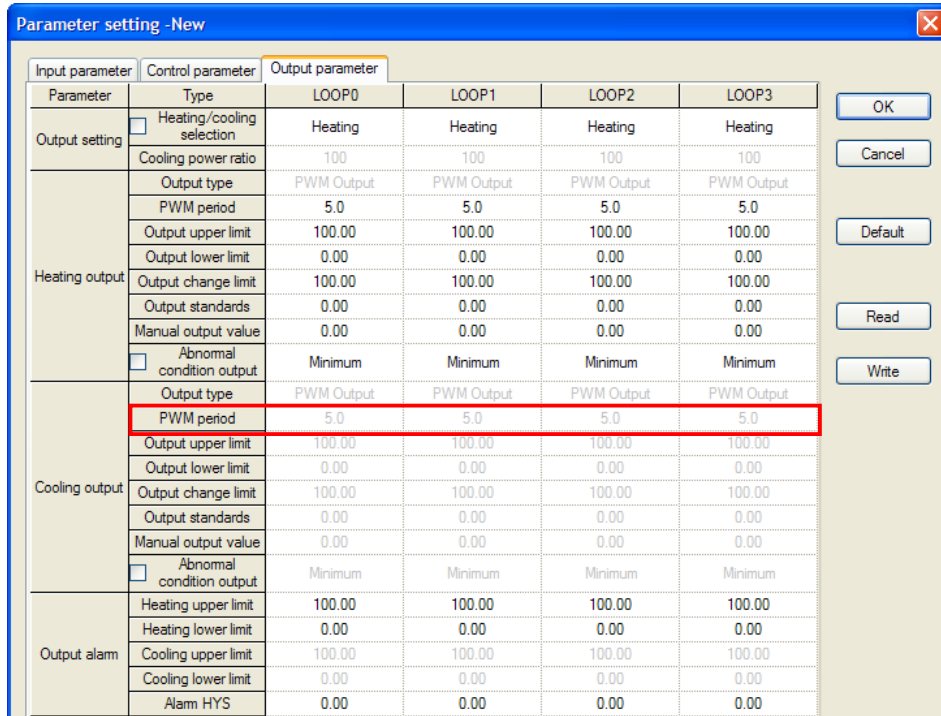 Parameter setting -New
Input parameter Control parameter Output parameter
Parameter Type LOOP0 LOOP1 LOOP2 LOOP3
Output setting
Heating/cooling selection Heating Heating Heating Heating
Cooling power ratio 100 100 100 100
Heating output
Output type PWM Output PWM Output PWM Output PWM Output
PWM period 5.0 5.0 5.0 5.0
Output upper limit 100.00 100.00 100.00 100.00
Output lower limit 0.00 0.00 0.00 0.00
Output change limit 100.00 100.00 100.00 100.00
Output standards 0.00 0.00 0.00 0.00
Manual output value 0.00 0.00 0.00 0.00
Abnormal condition output Minimum Minimum Minimum Minimum
Cooling output
Output type PWM Output PWM Output PWM Output PWM Output
PWM period 5.0 5.0 5.0 5.0
Output upper limit 100.00 100.00 100.00 100.00
Output lower limit 0.00 0.00 0.00 0.00
Output change limit 100.00 100.00 100.00 100.00
Output standards 0.00 0.00 0.00 0.00
Manual output value 0.00 0.00 0.00 0.00
Abnormal condition output Minimum Minimum Minimum Minimum
Output alarm
Heating upper limit 100.00 100.00 100.00 100.00
Heating lower limit 0.00 0.00 0.00 0.00
Cooling upper limit 100.00 100.00 100.00 100.00
Cooling lower limit 0.00 0.00 0.00 0.00
Alarm HYS 0.00 0.00 0.00 0.00
OK
Cancel
Default
Read
Write